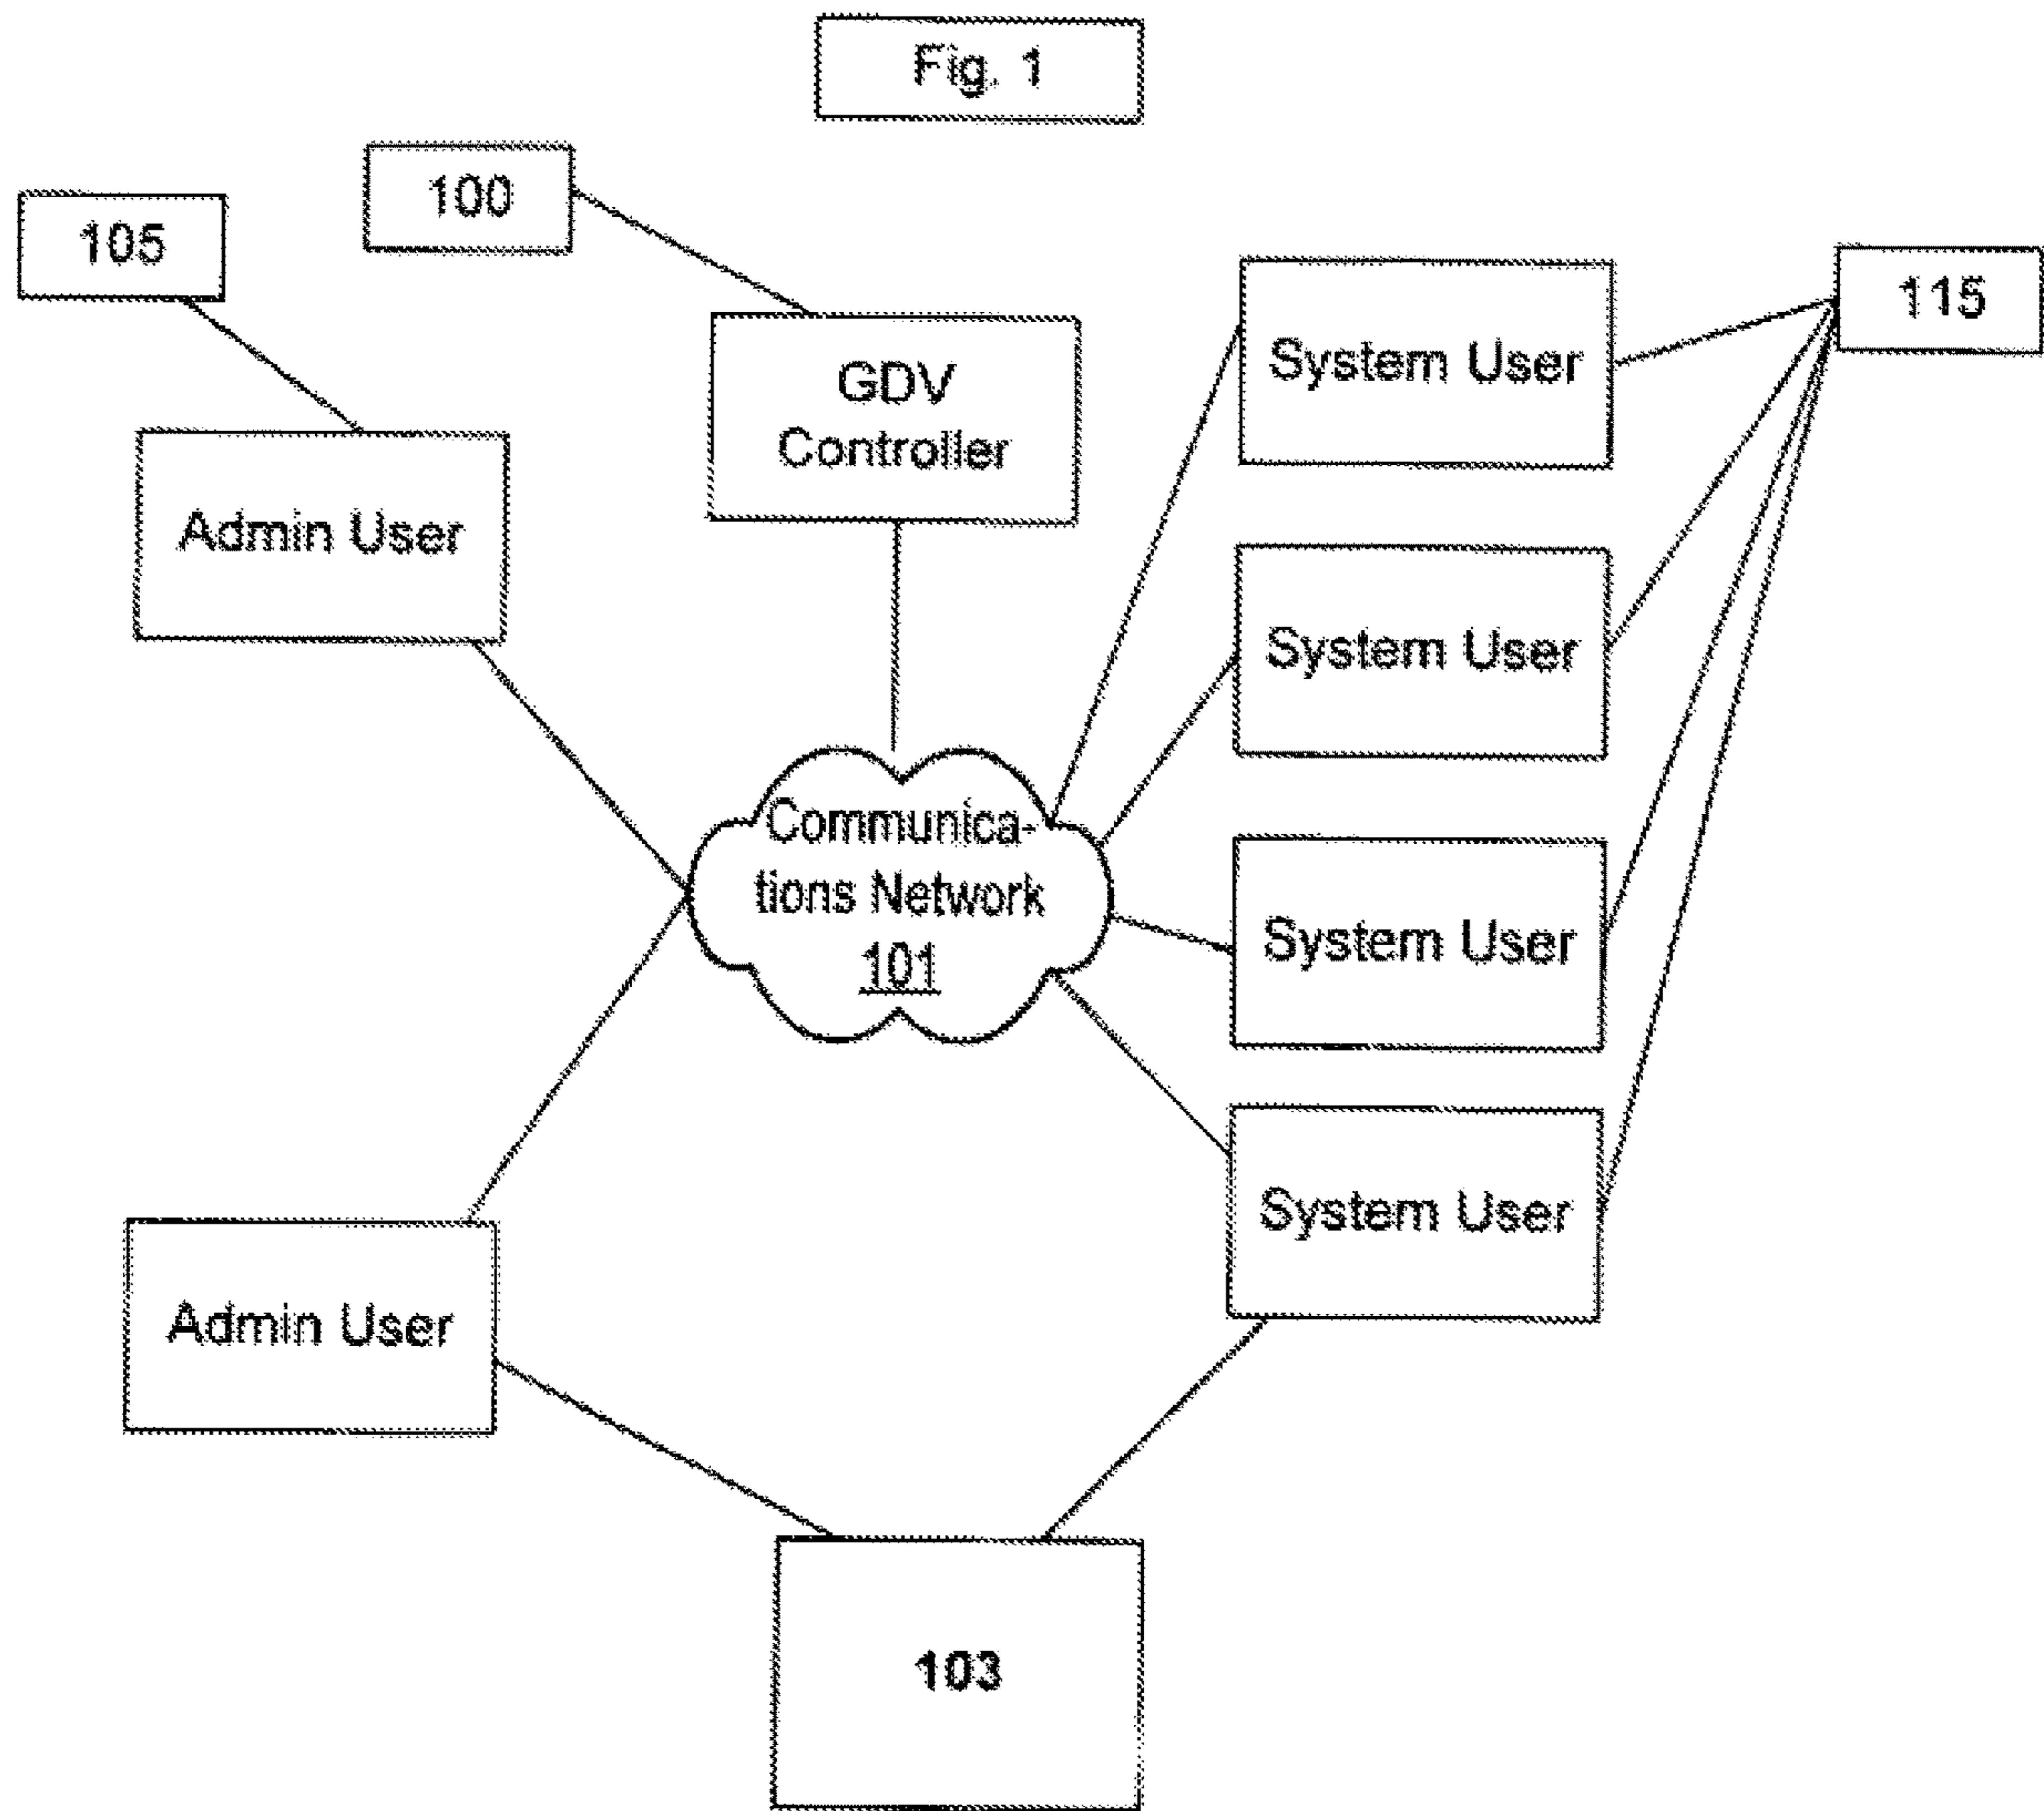 Fig. 1
105
100
115
GDV
Controller
System User
Admin User
System User
Communica-
tions Network
101
System User
System User
Admin User
103